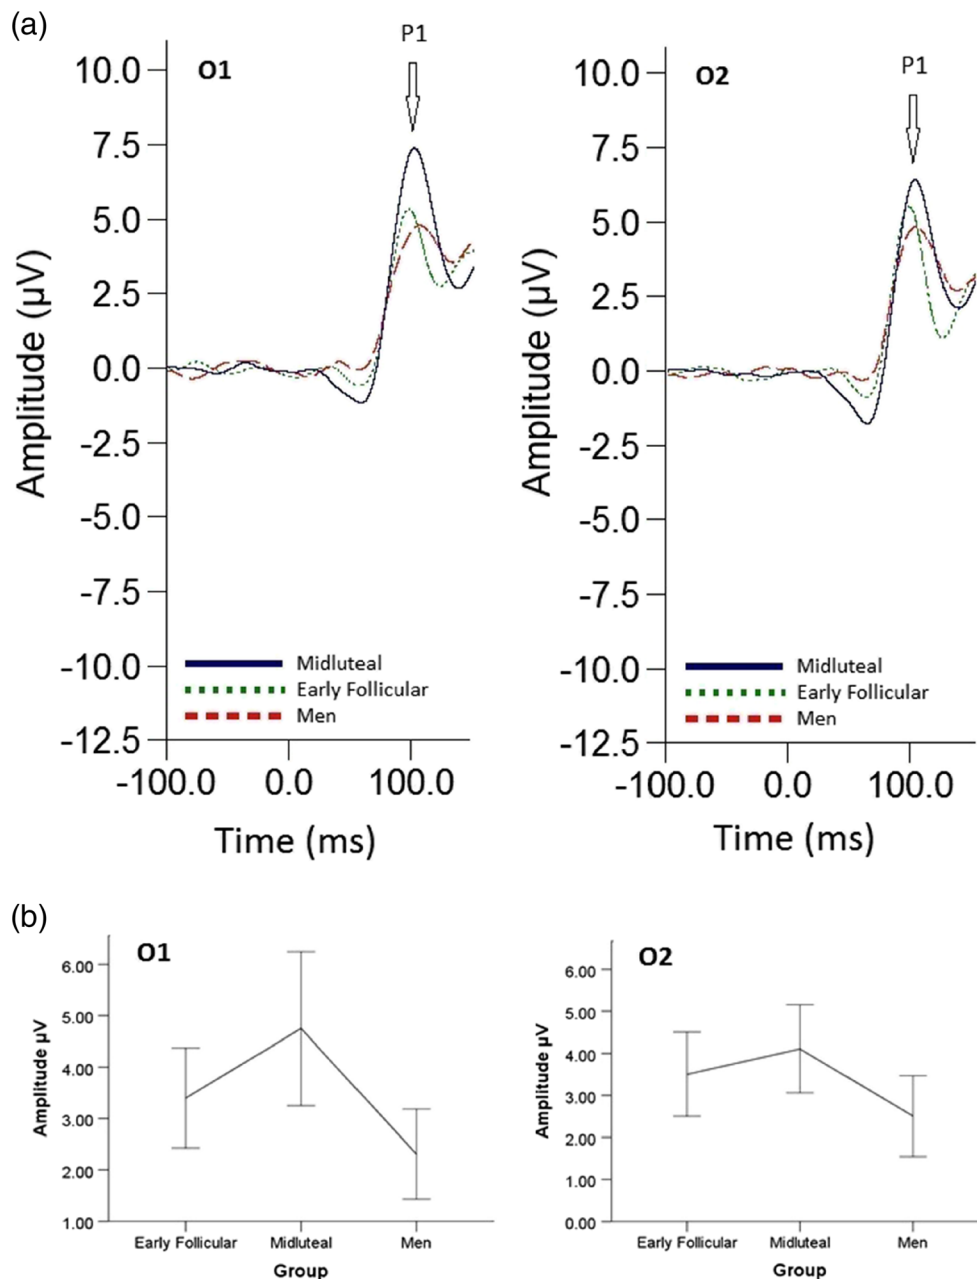 (a)
O1
P1
10.0
7.5
5.0
2.5
0.0
-2.5
-5.0
-7.5
-10.0
-12.5
Amplitude (µV)
Midluteal
Early Follicular
Men
-100.0 0.0 100.0
Time (ms)
O2
P1
10.0
7.5
5.0
2.5
0.0
-2.5
-5.0
-7.5
-10.0
-12.5
Amplitude (µV)
Midluteal
Early Follicular
Men
-100.0 0.0 100.0
Time (ms)
(b)
O1
6.00
5.00
4.00
3.00
2.00
1.00
Amplitude µV
Early Follicular Midluteal Men
Group
O2
6.00
5.00
4.00
3.00
2.00
1.00
0.00
Amplitude µV
Early Follicular Midluteal Men
Group